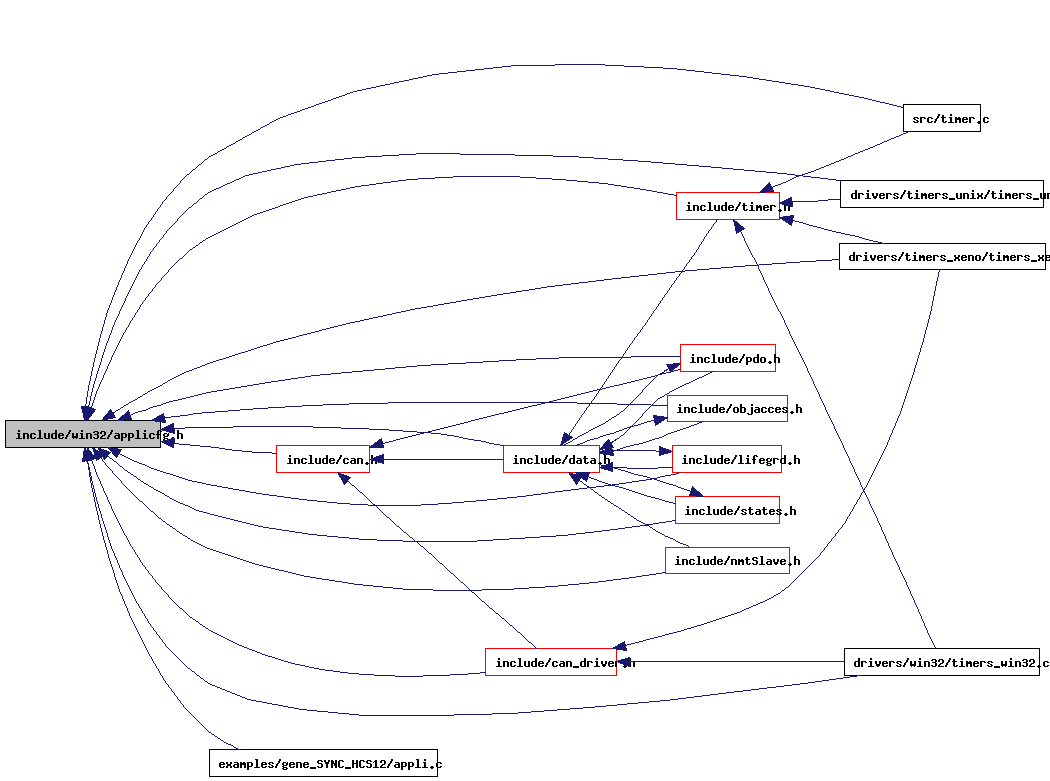 src/timer.c
drivers/timers_unix/timers_un
include/timer.h
drivers/timers_xeno/timers_xe
include/pdo.h
include/objacces.h
include/win32/applicfg.h
include/can.h
include/data.h
include/lifegrd.h
include/states.h
include/nmtSlave.h
include/can_driver.h
drivers/win32/timers_win32.c
examples/gene_SYNC_HCS12/appli.c